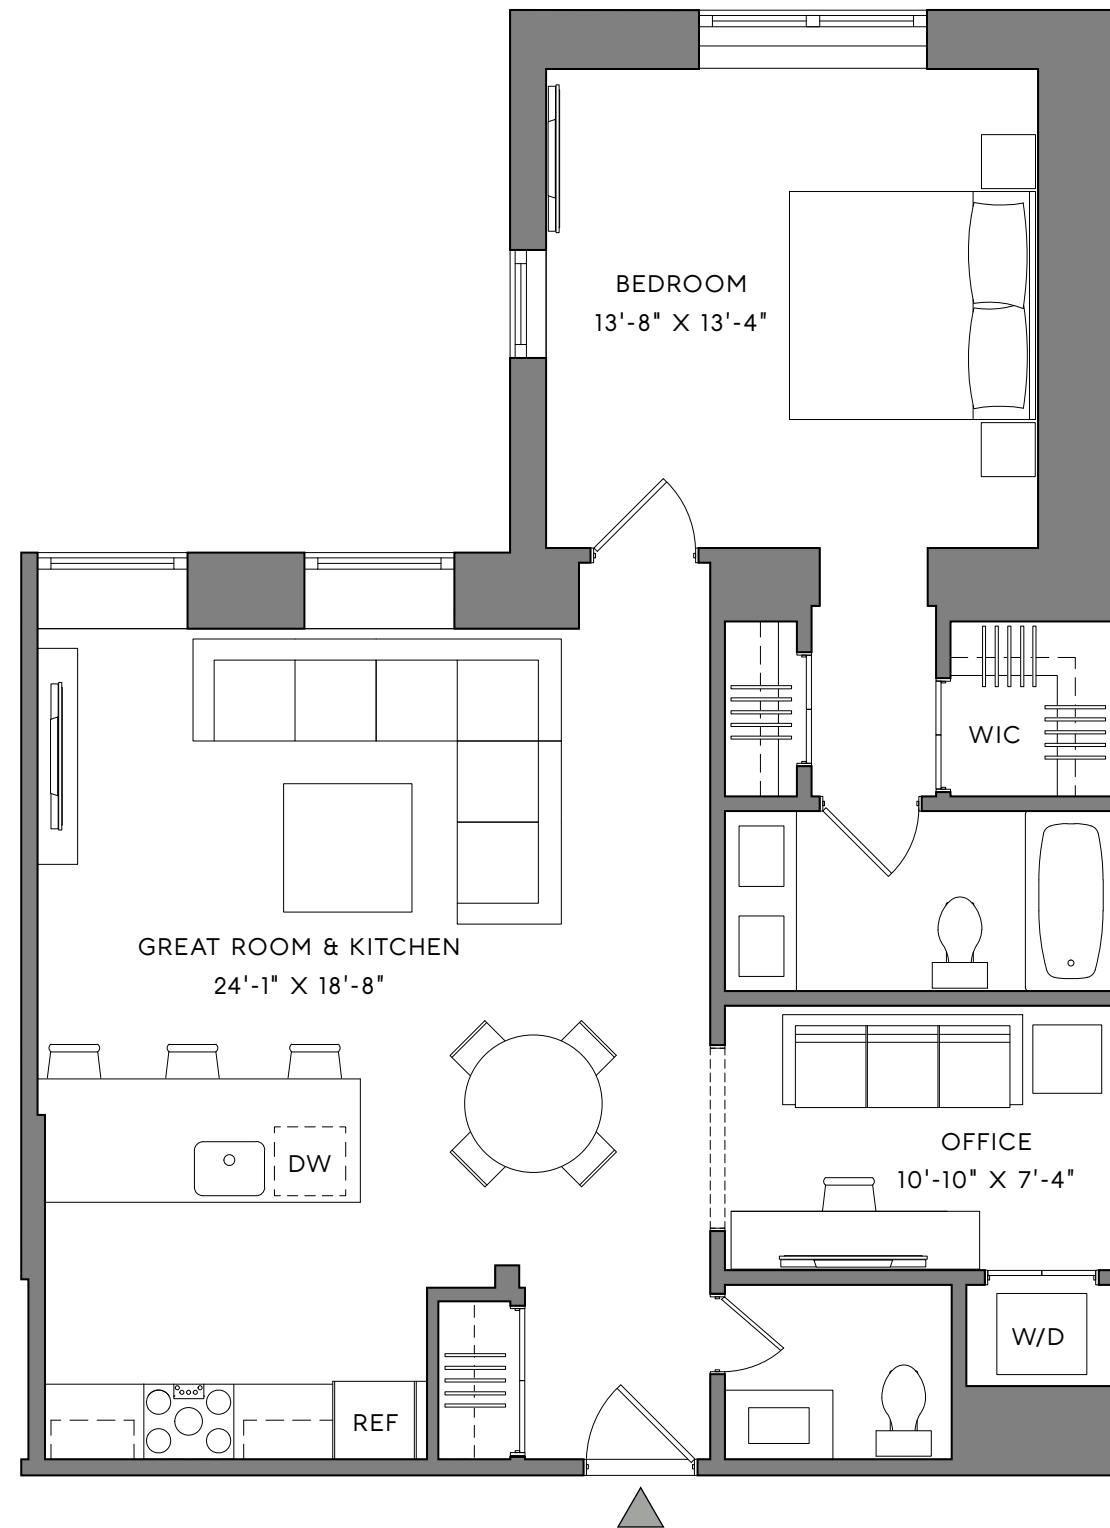 BEDROOM
13'-8" X 13'-4"
WIC
GREAT ROOM & KITCHEN
24'-1" X 18'-8"
DW
OFFICE
10'-10" X 7'-4"
W/D
REF